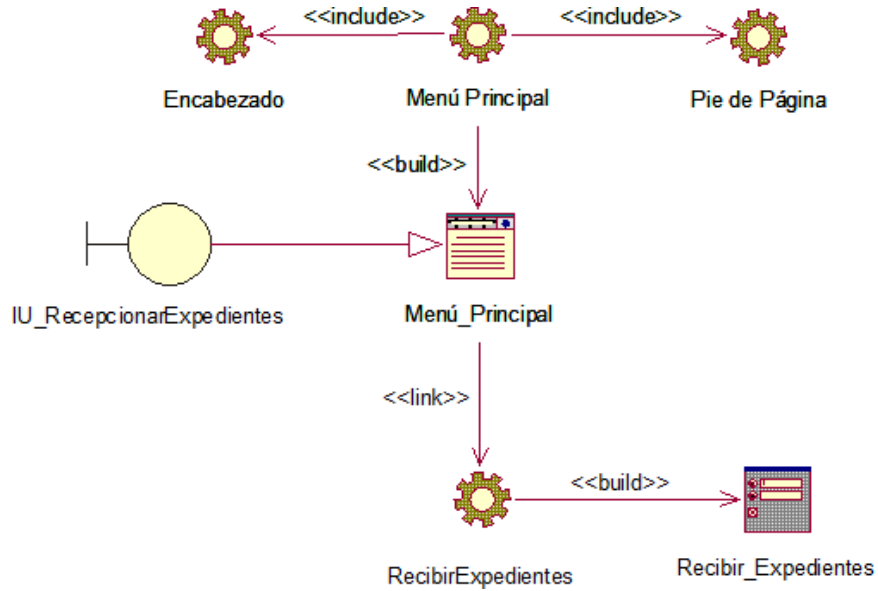 <<include>>
<<include>>
Encabezado
Menú Principal
Pie de Página
<<build>>
IU_RecepcionarExpedientes
Menú_Principal
<<link>>
<<build>>
RecibirExpedientes
Recibir_Expedientes